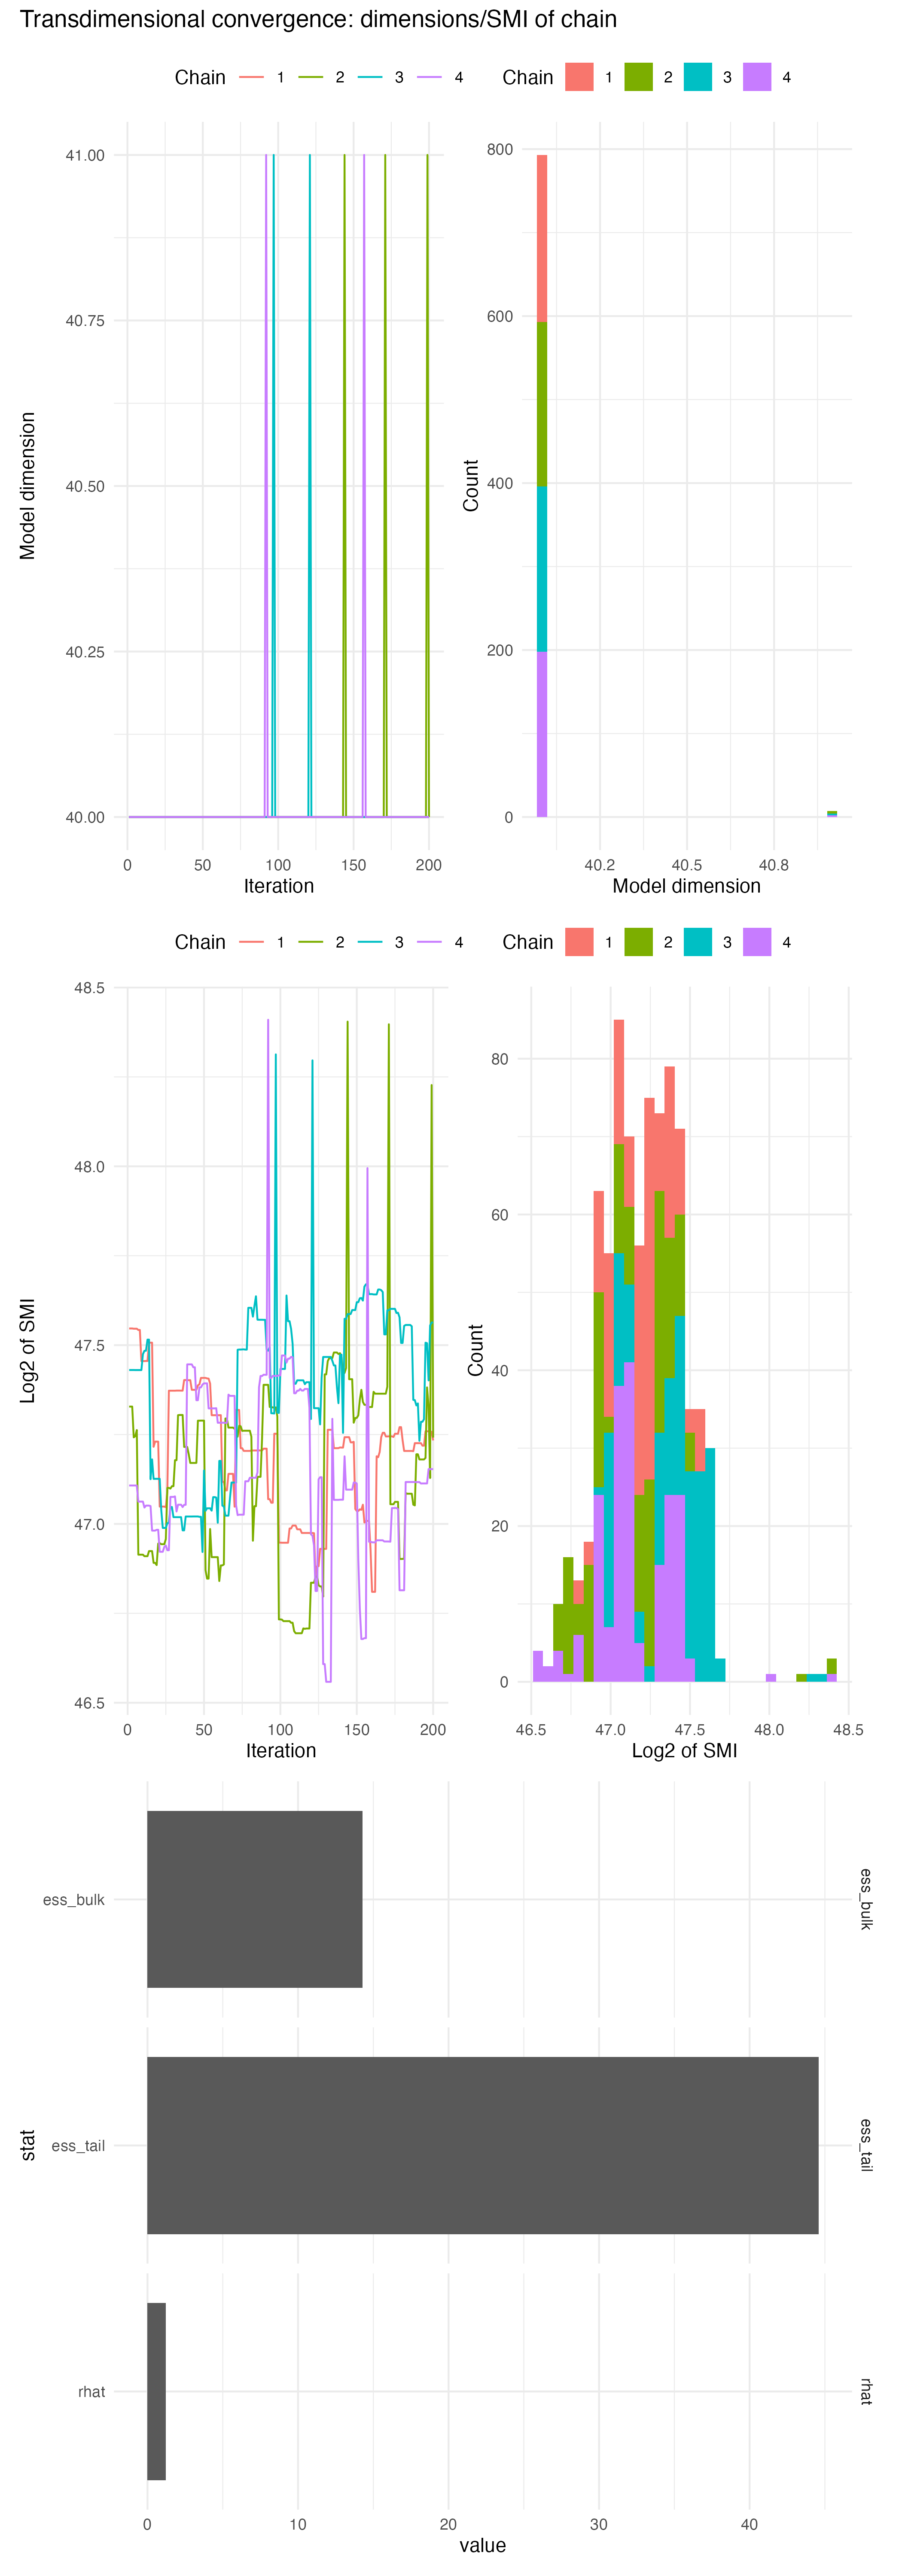 Transdimensional convergence: dimensions/SMI of chain
Chain 1 2 3 4
Chain 1 2 3 4
41.00
40.75
40.50
40.25
40.00
Model dimension
0 50 100 150 200
Iteration
800
600
400
200
0
Count
40.2 40.5 40.8
Model dimension
Chain 1 2 3 4
Chain 1 2 3 4
48.5
48.0
47.5
47.0
46.5
Log2 of SMI
0 50 100 150 200
Iteration
80
60
40
20
0
Count
46.5 47.0 47.5 48.0 48.5
Log2 of SMI
stat
ess_bulk
ess_bulk
ess_tail
ess_tail
rhat
rhat
0 10 20 30 40
value